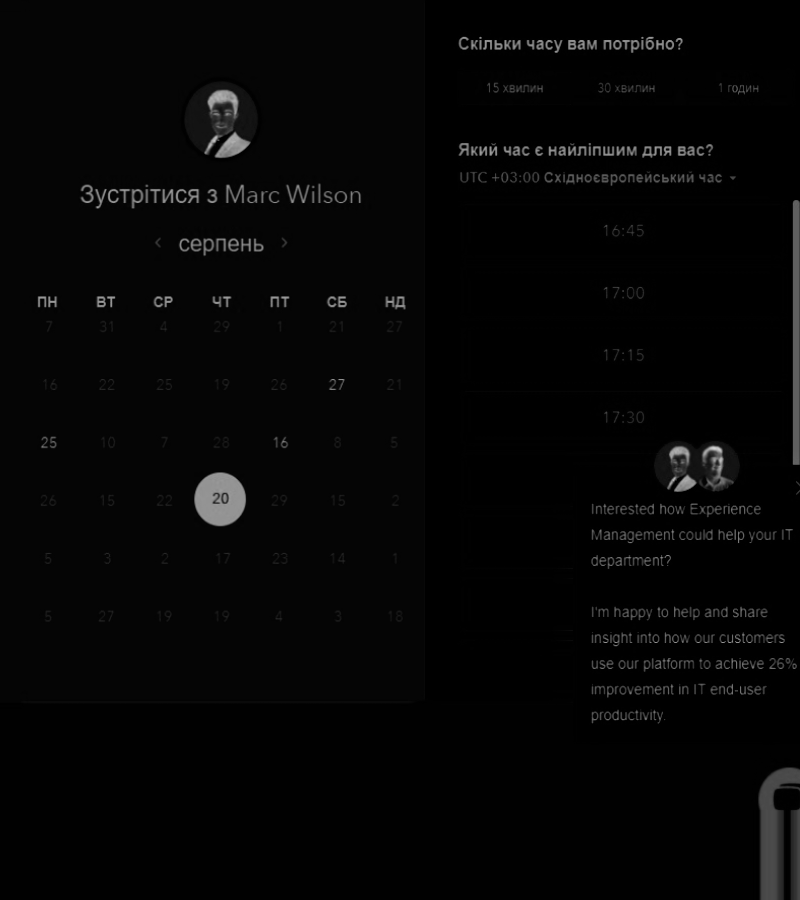 Зустрітися з Marc Wilson
серпень
ПН ВТ СР ЧТ ПТ СБ НД
7 31 4 29 1 21 27
16 22 25 19 26 27 21
25 10 7 28 16 8 5
26 15 22 20 29 15 2
5 3 2 17 23 14 1
5 27 19 19 4 3 18
Скільки часу вам потрібно?
15 хвилин 30 хвилин 1 годин
Який час є найліпшим для вас?
UTC +03:00 Східноєвропейський час
16:45
17:00
17:15
17:30
Interested how Experience
Management could help your IT
department?
I'm happy to help and share
insight into how our customers
use our platform to achieve 26%
improvement in IT end-user
productivity.